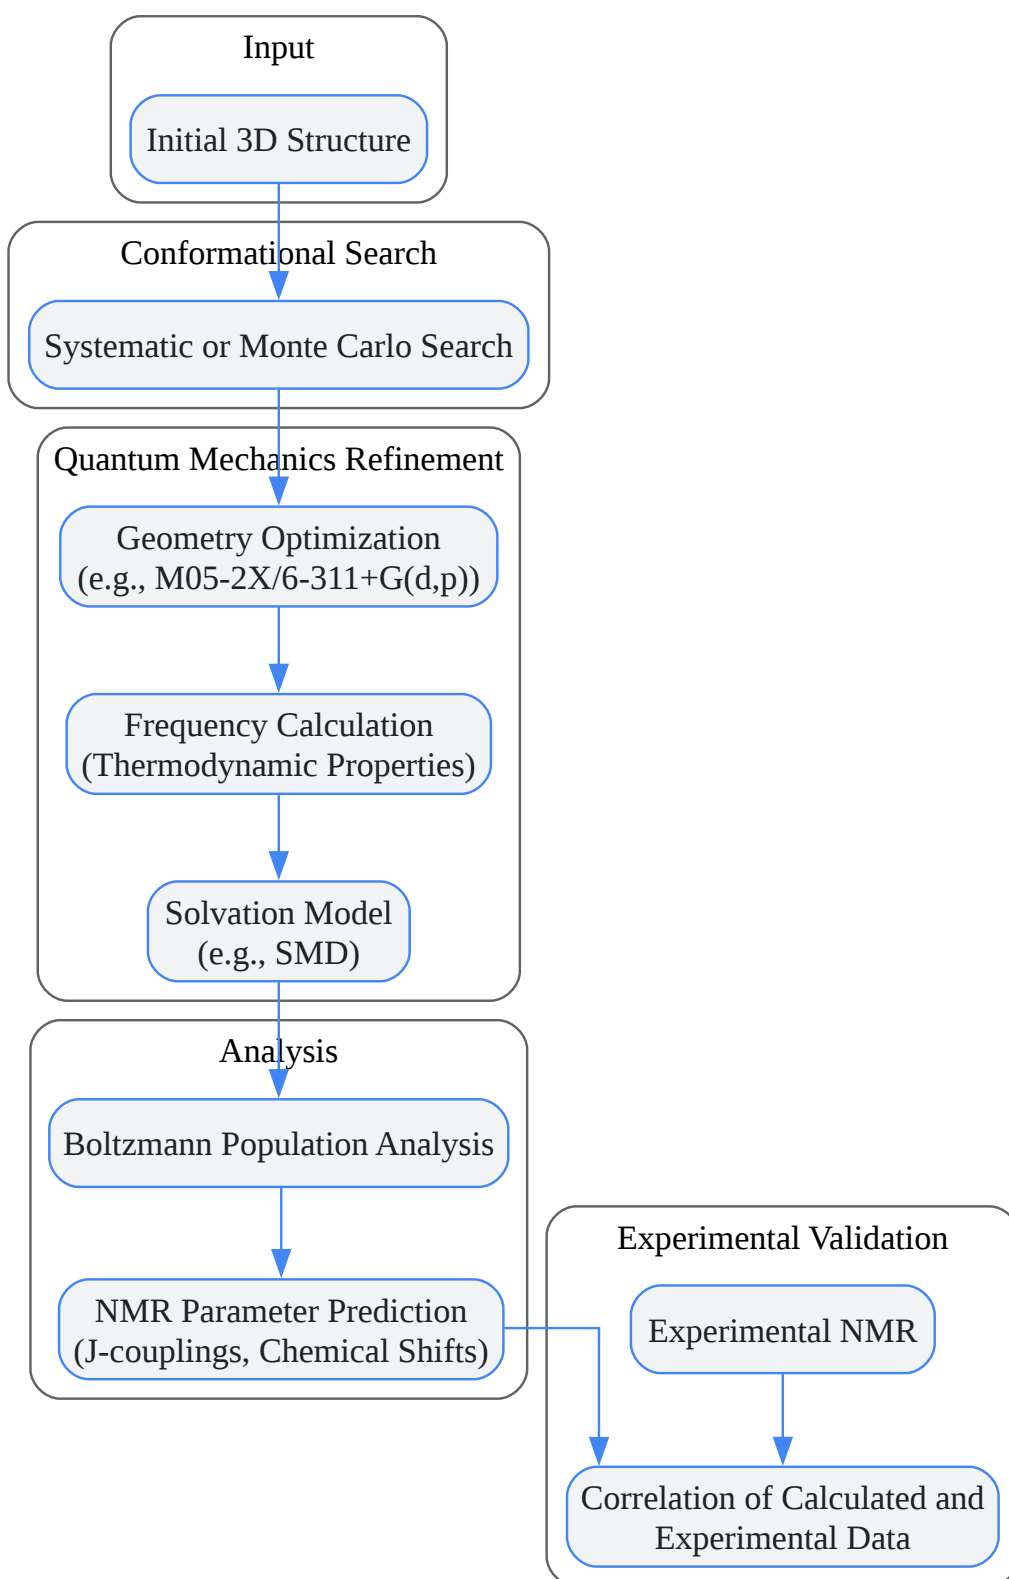 Input
Initial 3D Structure
Conformational Search
Systematic or Monte Carlo Search
Quantum Mechanics Refinement
Geometry Optimization
(e.g., M05-2X/6-311+G(d,p))
Frequency Calculation
(Thermodynamic Properties)
Solvation Model
(e.g., SMD)
Analysis
Boltzmann Population Analysis
NMR Parameter Prediction
(J-couplings, Chemical Shifts)
Experimental Validation
Experimental NMR
Correlation of Calculated and
Experimental Data